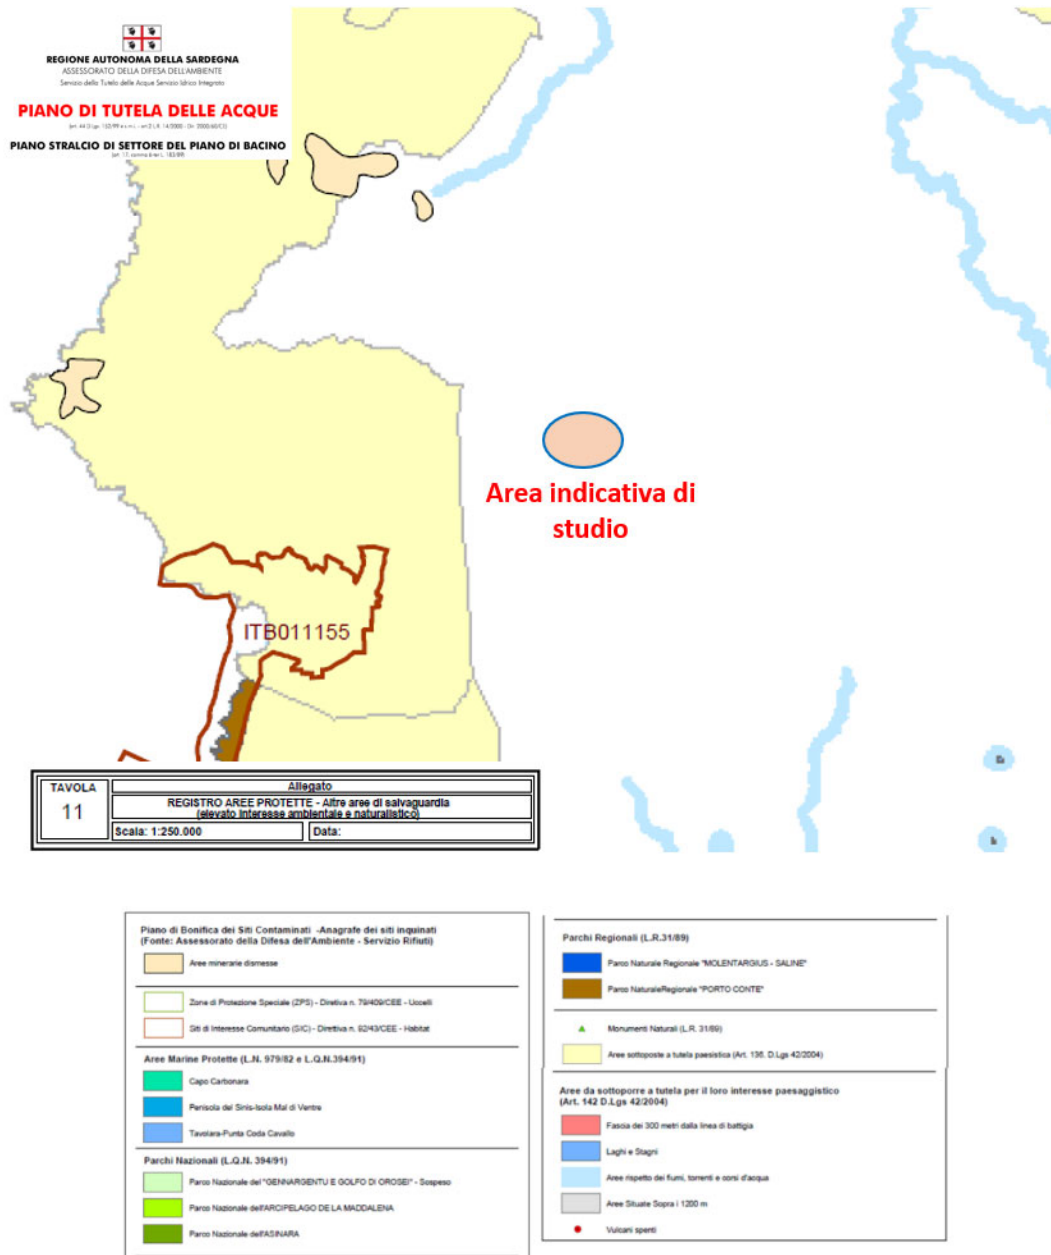 REGIONE AUTONOMA DELLA SARDEGNA
ASSESSORATO DELLA DIFESA DELL'AMBIENTE
Servizio della Tutela delle Acque Servizio Idrico Integrato
PIANO DI TUTELA DELLE ACQUE
PIANO STRALCIO DI SETTORE DEL PIANO DI BACINO
Area indicativa di
studio
ITB011155
TAVOLA
11
Allegato
REGISTRO AREE PROTETTE - Altre aree di salvaguardia
(elevato interesse ambientale e naturalistico)
Scala: 1:250.000
Data:
Piano di Bonifica dei Siti Contaminati -Anagrafe dei siti inquinati
(Fonte: Assessorato della Difesa dell'Ambiente - Servizio Rifiuti)
Aree minerarie dismesse
Zone di Protezione Speciale (ZPS) - Diretiva n. 79/409/CEE - Uccelli
Siti di Interesse Comunitario (SIC) - Direttiva n. 92/43/CEE - Habitat
Aree Marine Protette (L.N. 979/82 e L.Q.N.394/91)
Capo Carbonara
Penisola del Sinis-Isola Mal di Ventre
Tavolara-Punta Coda Cavallo
Parchi Nazionali (L.Q.N. 394/91)
Parco Nazionale del "GENNARGENTU E GOLFO DI OROSEI" - Sospeso
Parco Nazionale dell'ARCIPELAGO DE LA MADDALENA
Parco Nazionale dell'ASINARA
Parchi Regionali (L.R.31/89)
Parco Naturale Regionale "MOLENTARGIUS - SALINE"
Parco NaturaleRegionale "PORTO CONTE"
Monumenti Naturali (L.R. 31/89)
Aree sottoposte a tutela paesistica (Art. 136, D.Lgs 42/2004)
Aree da sottoporre a tutela per il loro interesse paesaggistico
(Art. 142 D.Lgs 42/2004)
Fascia dei 300 metri dalla linea di battigia
Laghi e Stagni
Aree rispetto dei fiumi, torrenti e corsi d'acqua
Aree Situate Sopra i 1200 m
Vulcani spenti